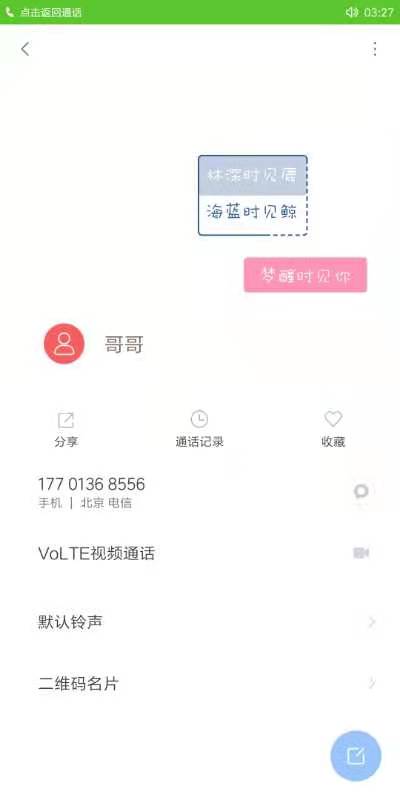 点击返回通话 03:27
林深时见鹿
海蓝时见鲸
梦醒时见你
哥哥
分享 通话记录 收藏
177 0136 8556
手机 | 北京 电信
VoLTE视频通话
默认铃声
二维码名片